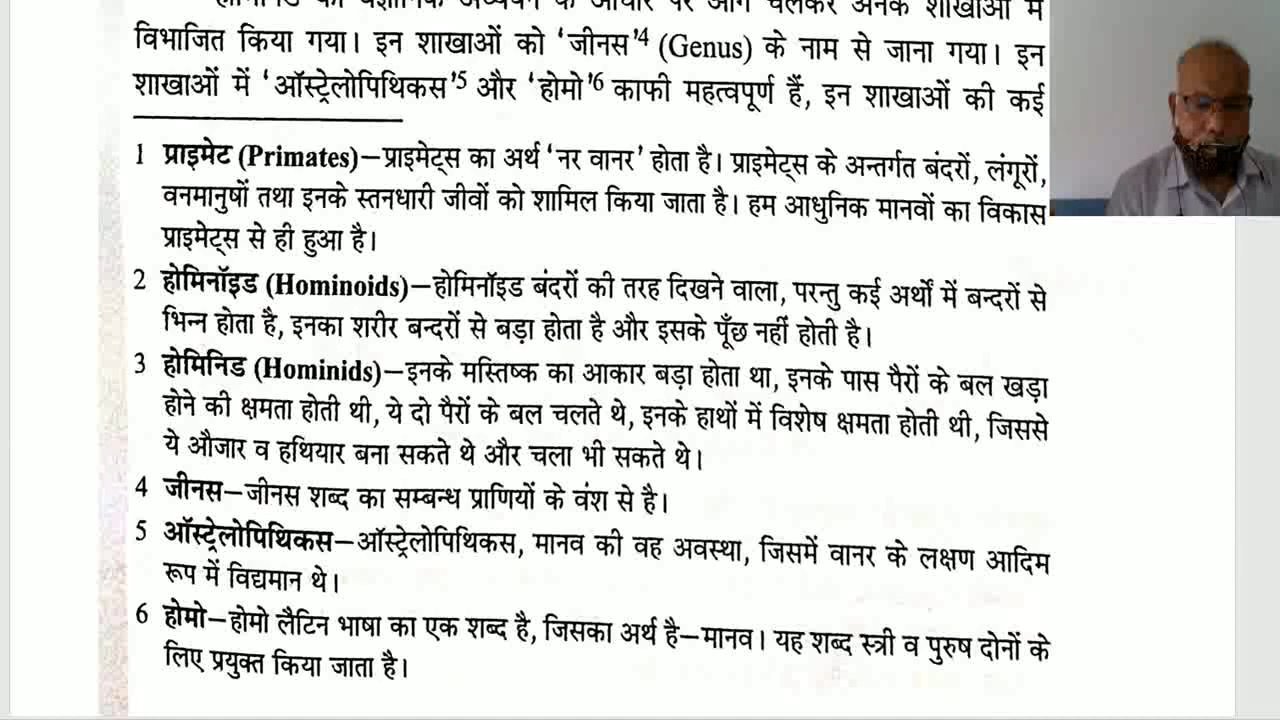 विभाजित किया गया। इन शाखाओं को 'जीनस'4 (Genus) के नाम से जाना गया। इन
शाखाओं में 'ऑस्ट्रेलोपिथिकस'5 और 'होमो'6 काफी महत्वपूर्ण हैं, इन शाखाओं की कई
1 प्राइमेट (Primates)–प्राइमेट्स का अर्थ 'नर वानर' होता है। प्राइमेट्स के अन्तर्गत बंदरों, लंगूरों,
वनमानुषों तथा इनके स्तनधारी जीवों को शामिल किया जाता है। हम आधुनिक मानवों का विकास
प्राइमेट्स से ही हुआ है।
2 होमिनॉइड (Hominoids)–होमिनॉइड बंदरों की तरह दिखने वाला, परन्तु कई अर्थों में बन्दरों से
भिन्न होता है, इनका शरीर बन्दरों से बड़ा होता है और इसके पूँछ नहीं होती है।
3 होमिनिड (Hominids)–इनके मस्तिष्क का आकार बड़ा होता था, इनके पास पैरों के बल खड़ा
होने की क्षमता होती थी, ये दो पैरों के बल चलते थे, इनके हाथों में विशेष क्षमता होती थी, जिससे
ये औजार व हथियार बना सकते थे और चला भी सकते थे।
4 जीनस–जीनस शब्द का सम्बन्ध प्राणियों के वंश से है।
5 ऑस्ट्रेलोपिथिकस–ऑस्ट्रेलोपिथिकस, मानव की वह अवस्था, जिसमें वानर के लक्षण आदिम
रूप में विद्यमान थे।
6 होमो–होमो लैटिन भाषा का एक शब्द है, जिसका अर्थ है–मानव। यह शब्द स्त्री व पुरुष दोनों के
लिए प्रयुक्त किया जाता है।